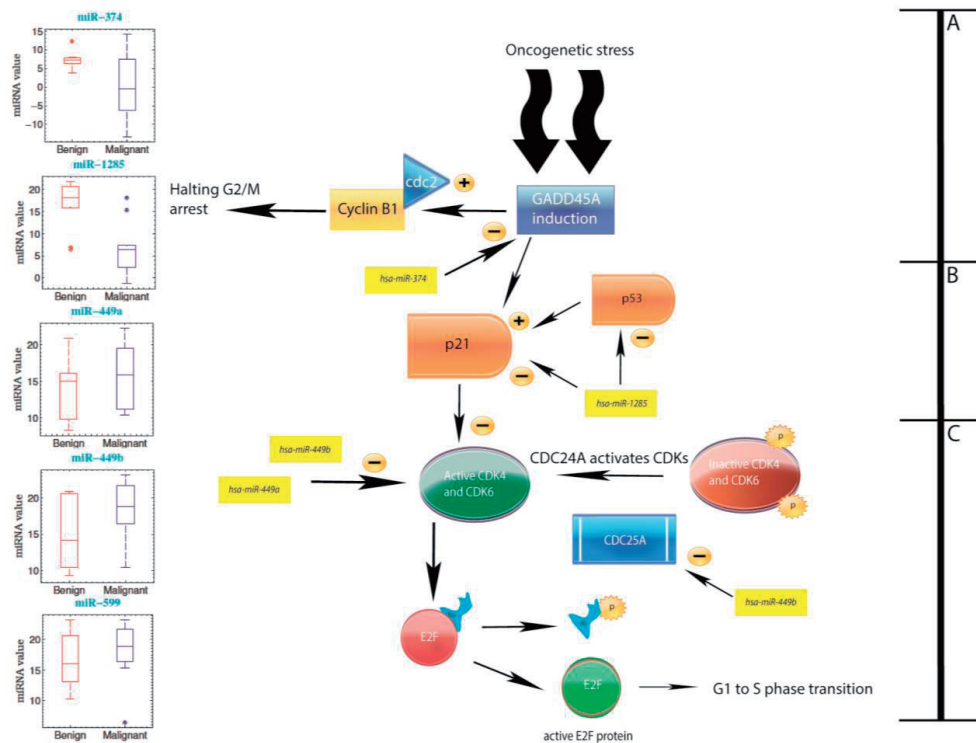 miR-374
miRNA value
15
10
5
0
-5
-10
Benign Malignant
miR-1285
miRNA value
20
15
10
5
0
Benign Malignant
miR-449a
miRNA value
20
15
10
Benign Malignant
miR-449b
miRNA value
20
15
10
Benign Malignant
miR-599
miRNA value
20
15
10
Benign Malignant
Oncogenetic stress
Halting G2/M
arrest
Cyclin B1
cdc2
+
GADD45A
induction
−
hsa-miR-374
p53
−
+
p21
−
hsa-miR-1285
−
hsa-miR-449b
−
hsa-miR-449a
Active CDK4
and CDK6
CDC24A activates CDKs
Inactive CDK4
and CDK6
P
P
CDC25A
−
hsa-miR-449b
E2F
P
E2F
G1 to S phase transition
active E2F protein
A
B
C